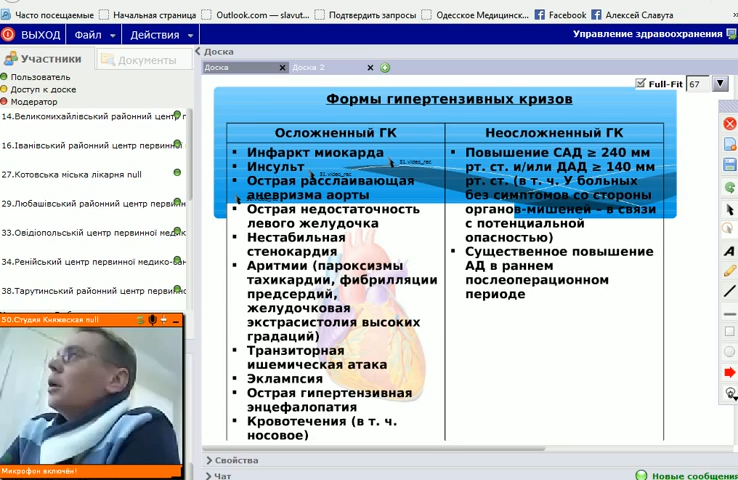 Часто посещаемые
Начальная страница
Outlook.com — slavut...
Подтвердить запросы
Одесское Медицинск...
Facebook
Алексей Славута
ВЫХОД
Файл
Действия
Управление здравоохранения
Участники
Документы
Пользователь
Доступ к доске
Модератор
14.Великомихайлівський районний центр
16.Іванівський центр первинної
27.Котовська міська лікарня null
29.Любашівський районний центр первинн
33.Овідіопольський центр первинної медик
34.Ренійський центр первинної медико-сан
38.Тарутинський районний центр первинно
50.Студия Княжевская null
Микрофон включён!
Доска
Доска
Доска 2
Full-Fit
67
Формы гипертензивных кризов
Осложненный ГК
Инфаркт миокарда
Инсульт
Острая расслаивающая
аневризма аорты
Острая недостаточность
левого желудочка
Нестабильная
стенокардия
Аритмии (пароксизмы
тахикардии, фибрилляции
предсердий,
желудочковая
экстрасистолия высоких
градаций)
Транзиторная
ишемическая атака
Эклампсия
Острая гипертензивная
энцефалопатия
Кровотечения (в т. ч.
носовое)
Неосложненный ГК
Повышение САД ≥ 240 мм
рт. ст. и/или ДАД ≥ 140 мм
рт. ст. (в т. ч. У больных
без симптомов со стороны
органов-мишеней – в связи
с потенциальной
опасностью)
Существенное повышение
АД в раннем
послеоперационном
периоде
Свойства
Чат
Новые сообщения